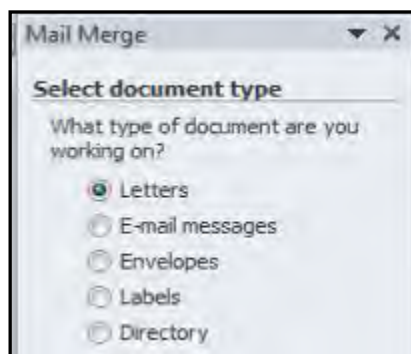 Mail Merge
Select document type
What type of document are you
working on?
Letters
E-mail messages
Envelopes
Labels
Directory